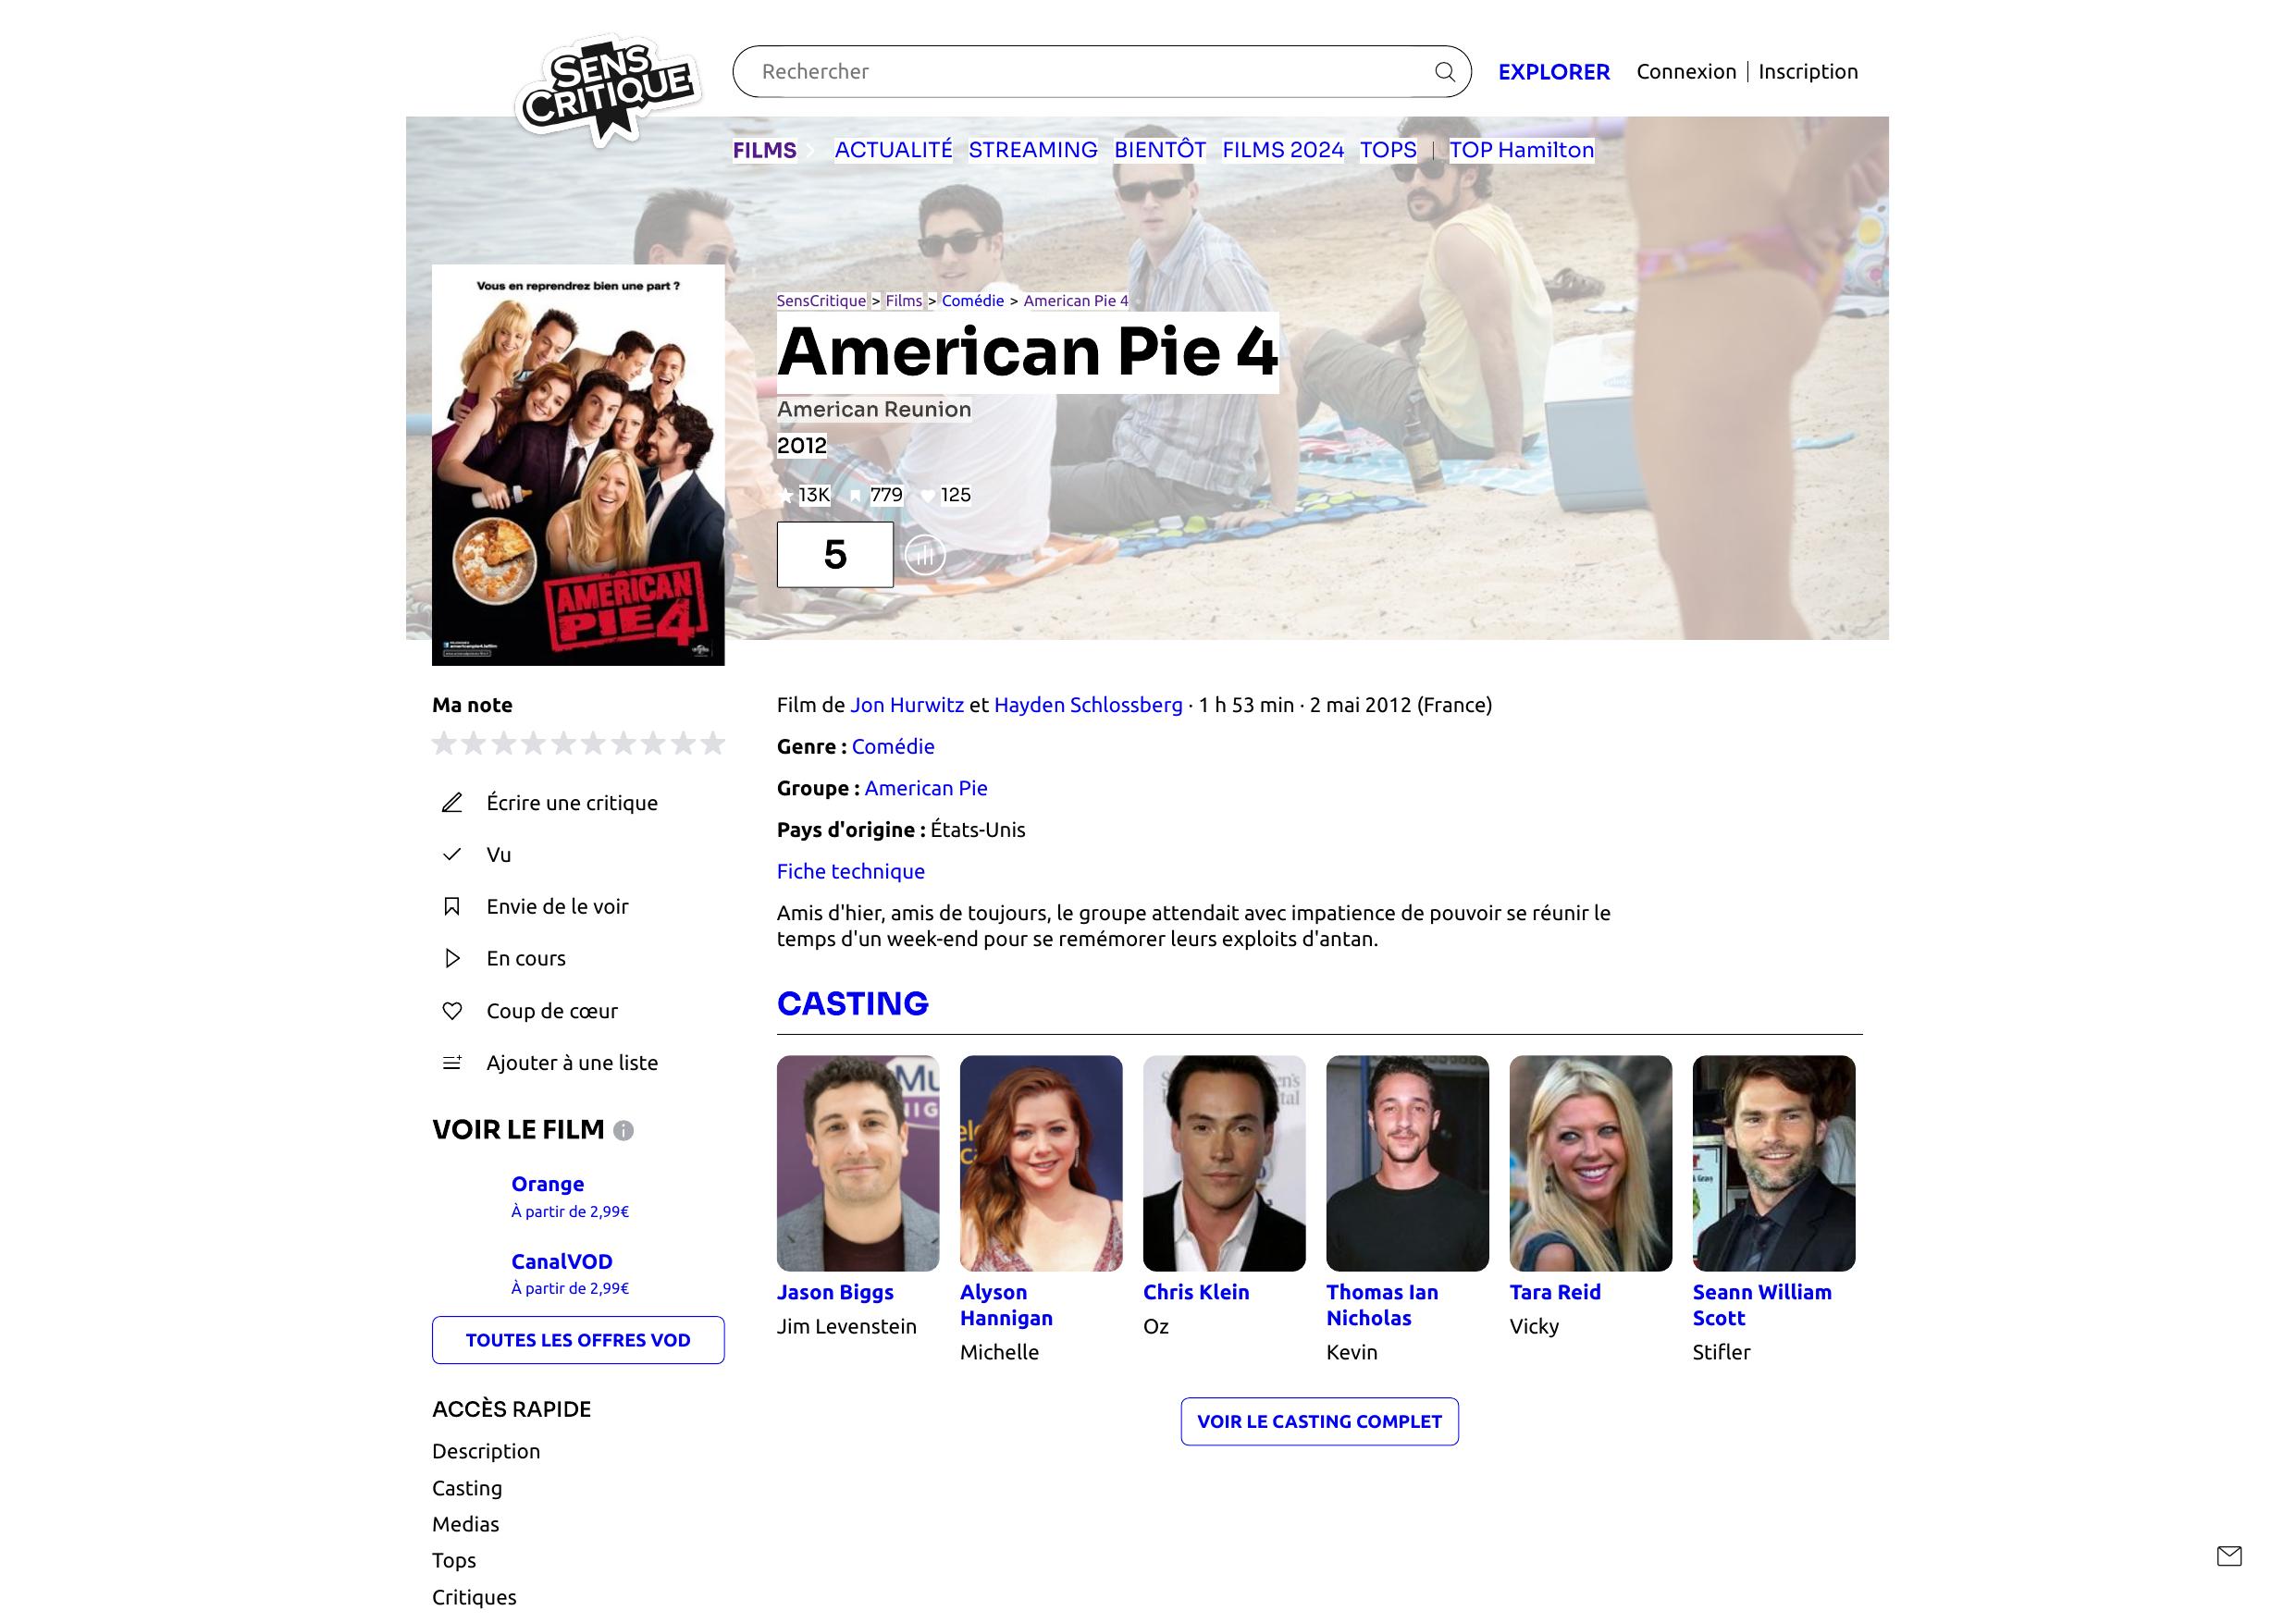 SENS
CRITIQUE
Rechercher
EXPLORER
Connexion | Inscription
FILMS
ACTUALITÉ
STREAMING
BIENTÔT
FILMS 2024
TOPS
|
TOP Hamilton
Vous en reprendrez bien une part ?
AMERICAN
PIE 4
SensCritique > Films > Comédie > American Pie 4
American Pie 4
American Reunion
2012
13K
779
125
5
Ma note
Écrire une critique
Vu
Envie de le voir
En cours
Coup de cœur
Ajouter à une liste
VOIR LE FILM
Orange
À partir de 2,99€
CanalVOD
À partir de 2,99€
TOUTES LES OFFRES VOD
ACCÈS RAPIDE
Description
Casting
Medias
Tops
Critiques
Film de Jon Hurwitz et Hayden Schlossberg · 1 h 53 min · 2 mai 2012 (France)
Genre : Comédie
Groupe : American Pie
Pays d'origine : États-Unis
Fiche technique
Amis d'hier, amis de toujours, le groupe attendait avec impatience de pouvoir se réunir le
temps d'un week-end pour se remémorer leurs exploits d'antan.
CASTING
Jason Biggs
Jim Levenstein
Alyson
Hannigan
Michelle
Chris Klein
Oz
Thomas Ian
Nicholas
Kevin
Tara Reid
Vicky
Seann William
Scott
Stifler
VOIR LE CASTING COMPLET